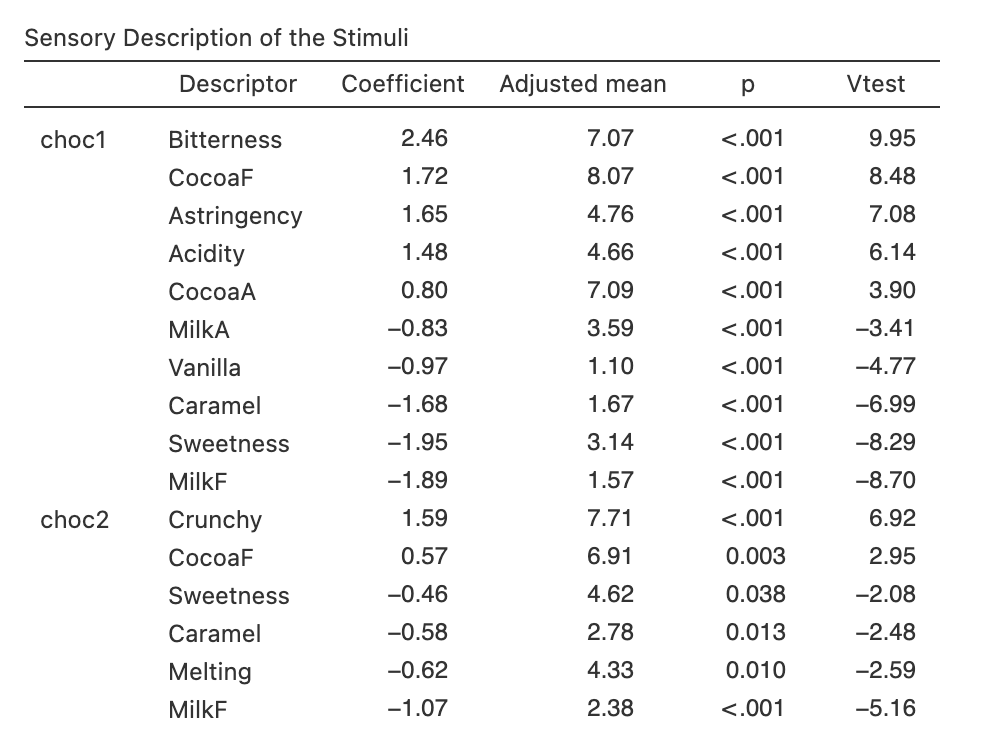 Sensory Description of the Stimuli
Descriptor Coefficient Adjusted mean p Vtest
choc1 Bitterness 2.46 7.07 <.001 9.95
CocoaF 1.72 8.07 <.001 8.48
Astringency 1.65 4.76 <.001 7.08
Acidity 1.48 4.66 <.001 6.14
CocoaA 0.80 7.09 <.001 3.90
MilkA –0.83 3.59 <.001 –3.41
Vanilla –0.97 1.10 <.001 –4.77
Caramel –1.68 1.67 <.001 –6.99
Sweetness –1.95 3.14 <.001 –8.29
MilkF –1.89 1.57 <.001 –8.70
choc2 Crunchy 1.59 7.71 <.001 6.92
CocoaF 0.57 6.91 0.003 2.95
Sweetness –0.46 4.62 0.038 –2.08
Caramel –0.58 2.78 0.013 –2.48
Melting –0.62 4.33 0.010 –2.59
MilkF –1.07 2.38 <.001 –5.16